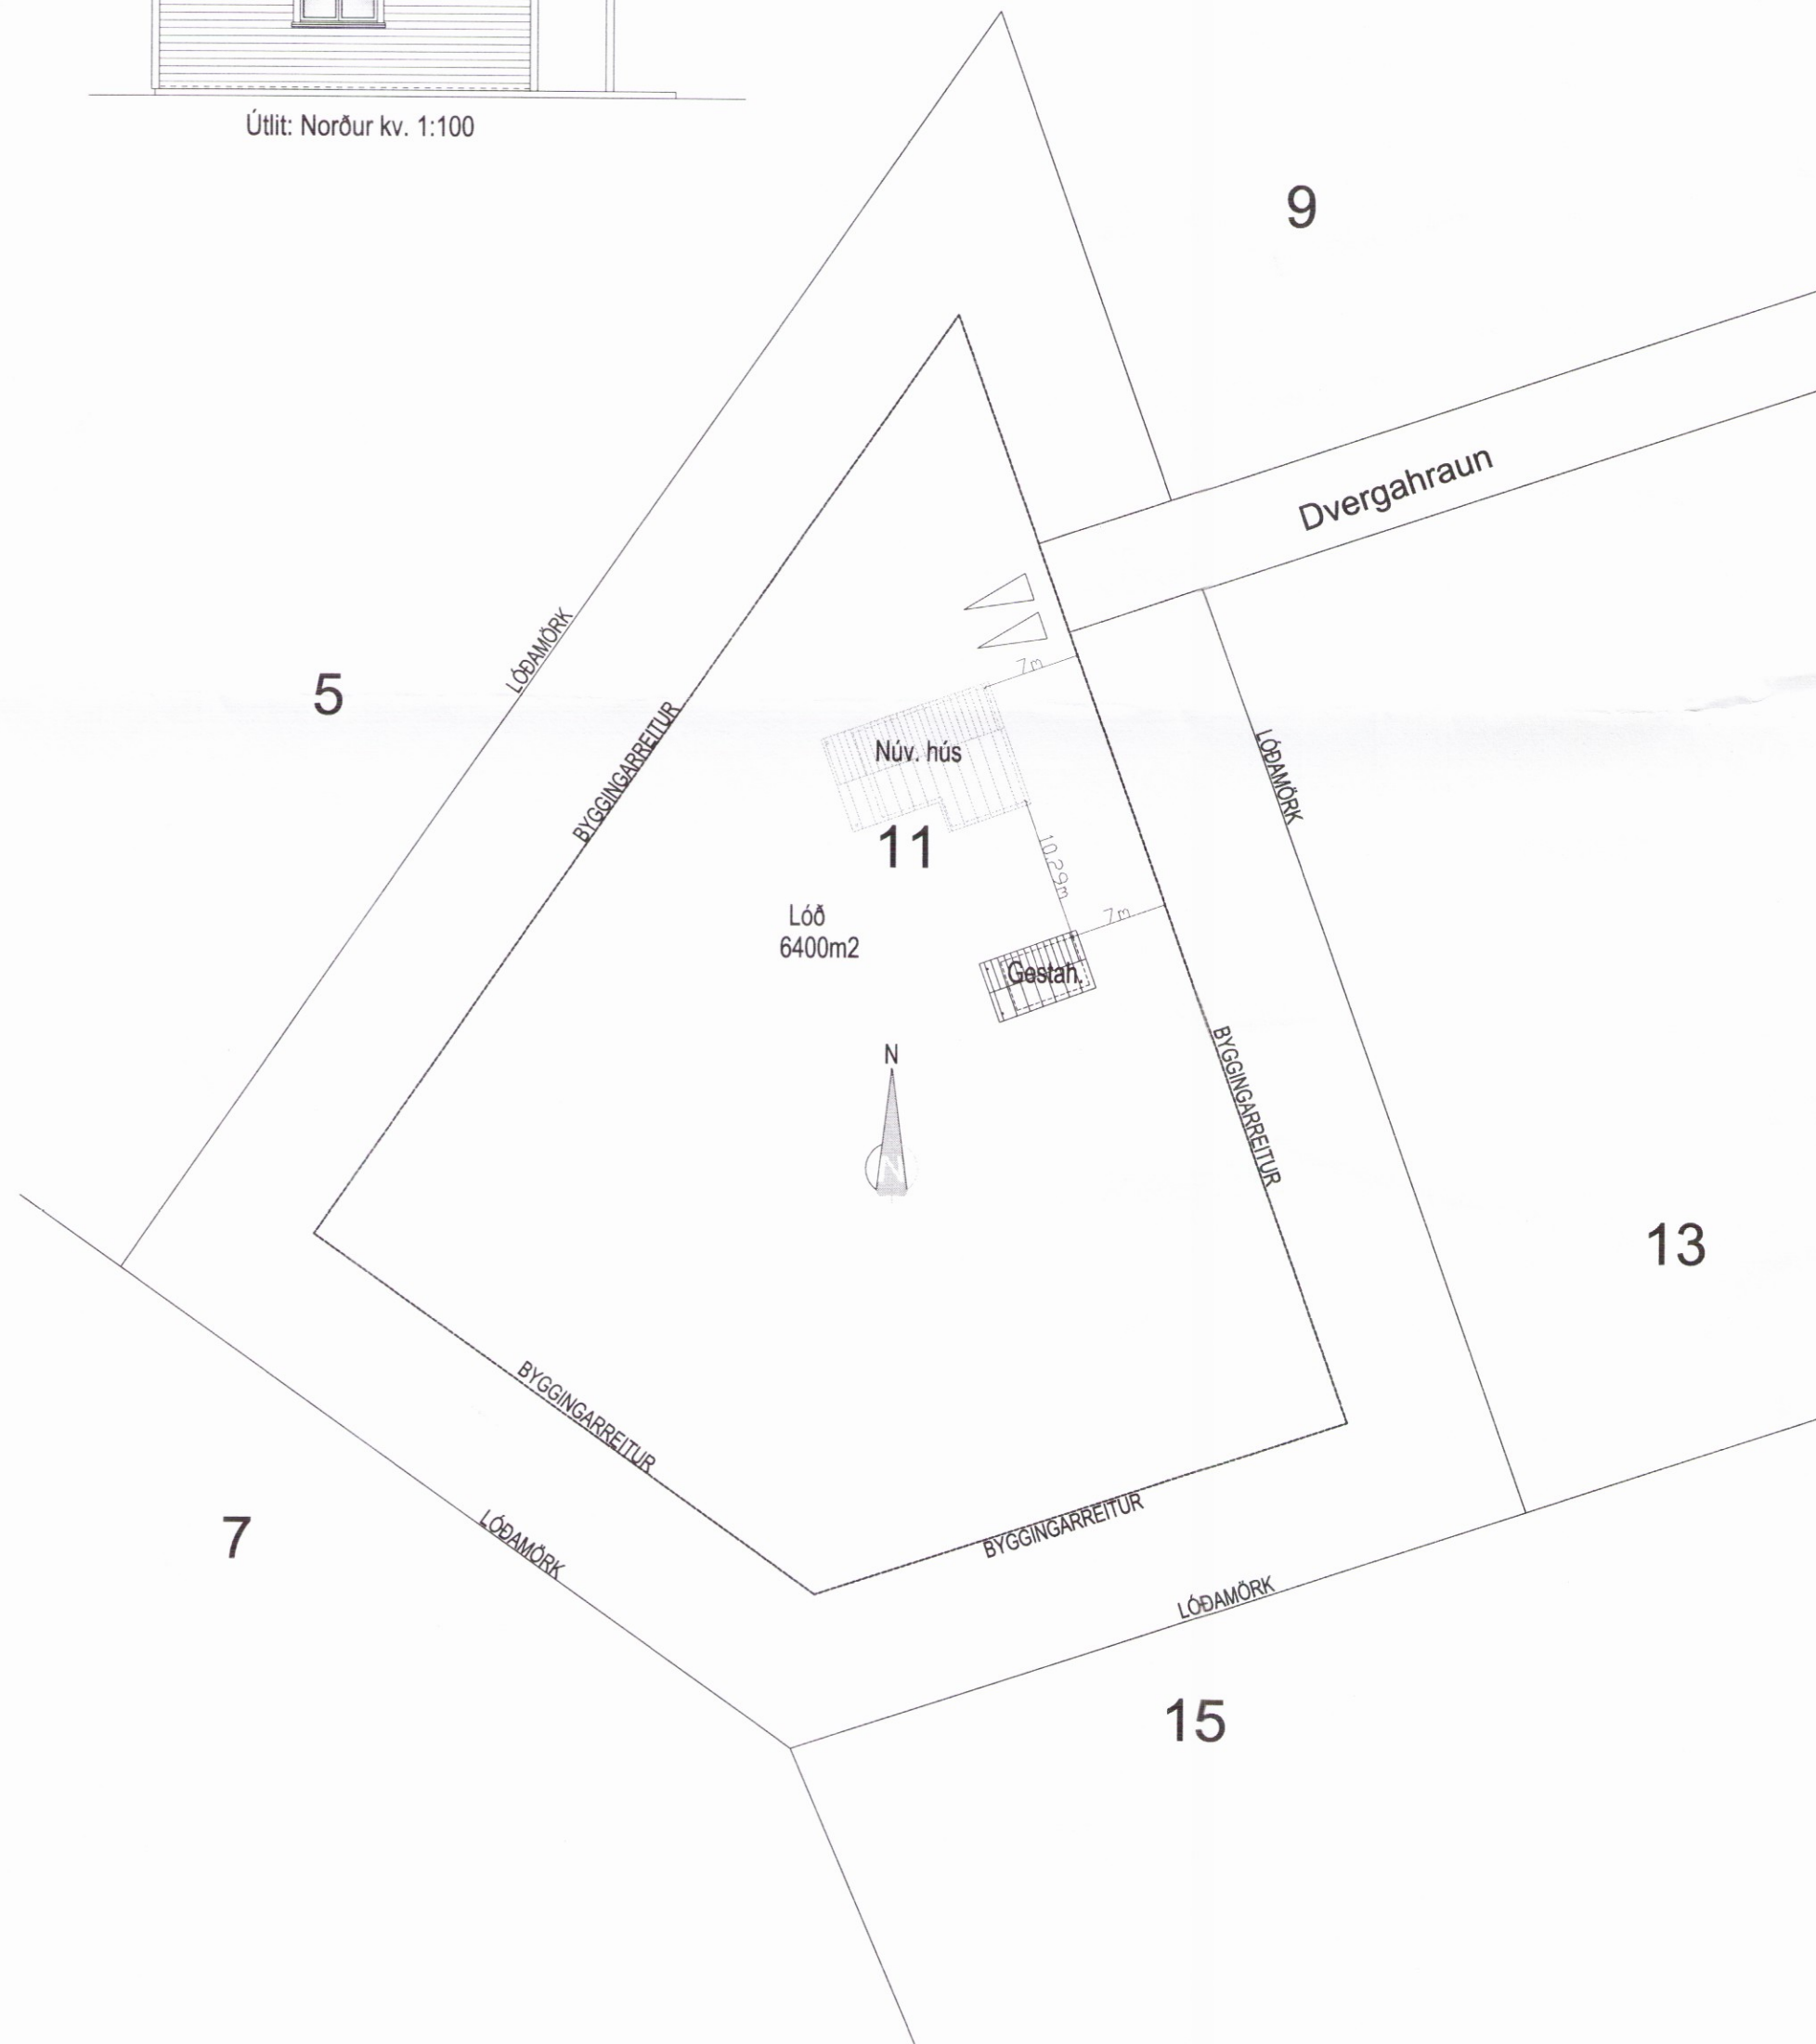 Útlit: Norður kv. 1:100
9
Dvergahraun
LÓÐAMÖRK
5
BYGGINGARREITUR
7m
Núv. hús
LÓÐAMÖRK
11
10.29m
Lóð
6400m2
7m
Gestah.
N
N
BYGGINGARREITUR
13
BYGGINGARREITUR
7
LÓÐAMÖRK
BYGGINGARREITUR
LÓÐAMÖRK
15